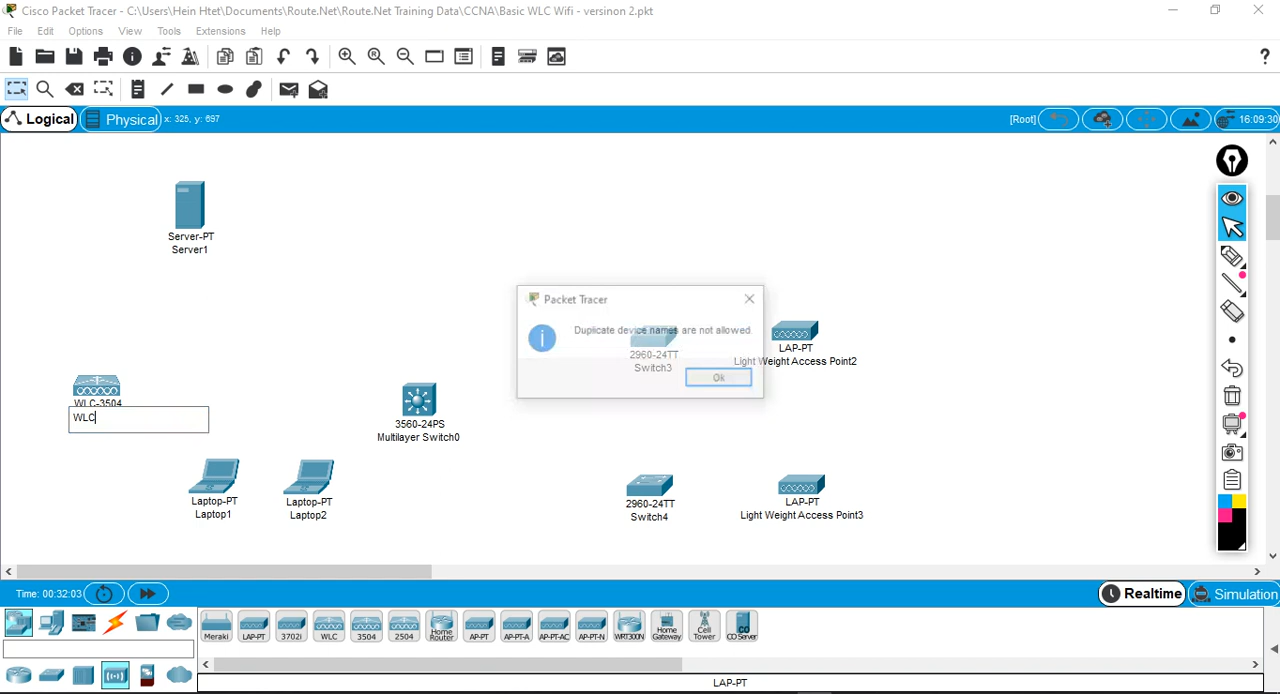 Cisco Packet Tracer - C:\Users\Hein Htet\Documents\Route.Net\Route.Net Training Data\CCNA\Basic WLC Wifi - versinon 2.pkt
File Edit Options View Tools Extensions Help
?
Logical Physical x: 325, y: 697 [Root] 16:09:30
Server-PT
Server1
Packet Tracer
Duplicate device names are not allowed
Ok
2960-24TT
Switch3
LAP-PT
Light Weight Access Point2
WLC-3504
WLC
3560-24PS
Multilayer Switch0
Laptop-PT
Laptop1
Laptop-PT
Laptop2
2960-24TT
Switch4
LAP-PT
Light Weight Access Point3
Time: 00:32:03 Realtime Simulation
Meraki LAP-PT 3702i WLC 3504 2504 Home Router AP-PT AP-PT-A AP-PT-AC AP-PT-N WRT300N Home Gateway Cell Tower CO Server
LAP-PT